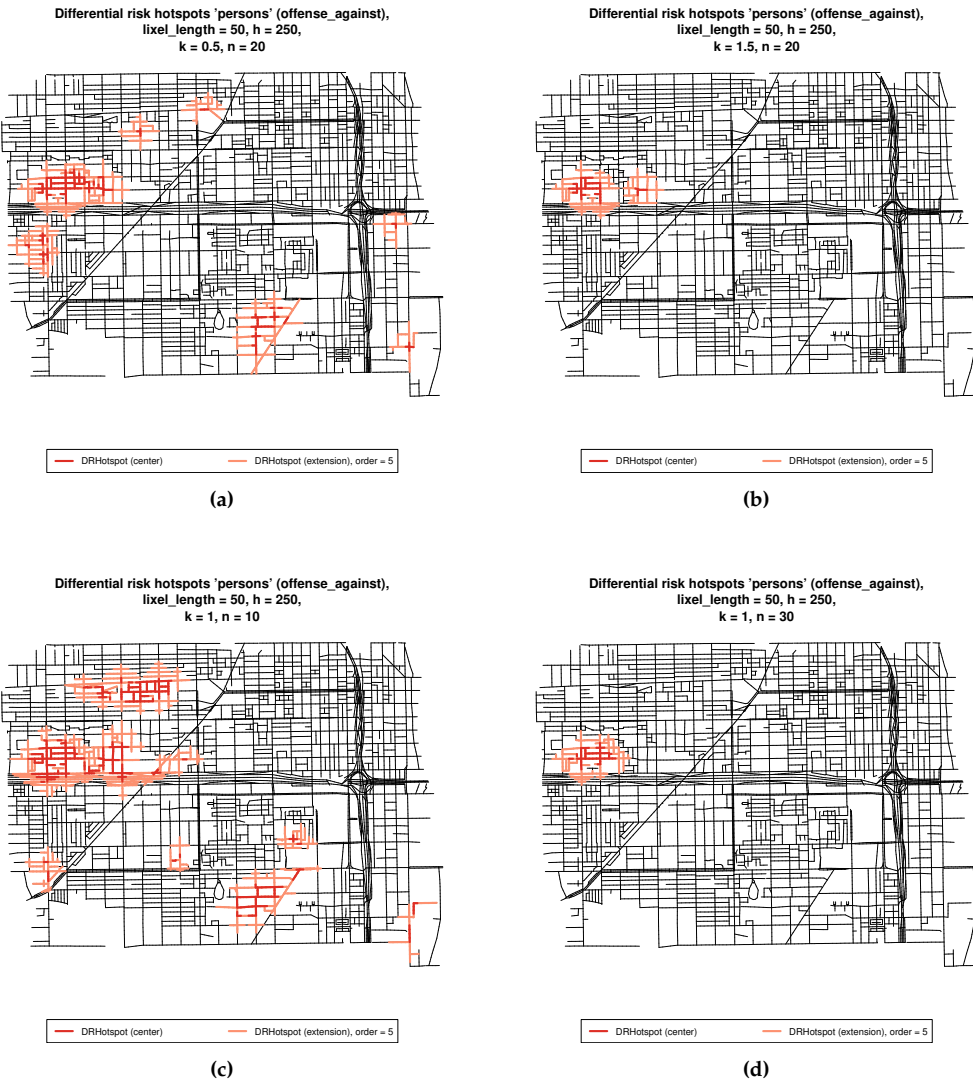 Differential risk hotspots 'persons' (offense_against),
lixel_length = 50, h = 250,
k = 0.5, n = 20
DRHotspot (center) DRHotspot (extension), order = 5
(a)
Differential risk hotspots 'persons' (offense_against),
lixel_length = 50, h = 250,
k = 1.5, n = 20
DRHotspot (center) DRHotspot (extension), order = 5
(b)
Differential risk hotspots 'persons' (offense_against),
lixel_length = 50, h = 250,
k = 1, n = 10
DRHotspot (center) DRHotspot (extension), order = 5
(c)
Differential risk hotspots 'persons' (offense_against),
lixel_length = 50, h = 250,
k = 1, n = 30
DRHotspot (center) DRHotspot (extension), order = 5
(d)